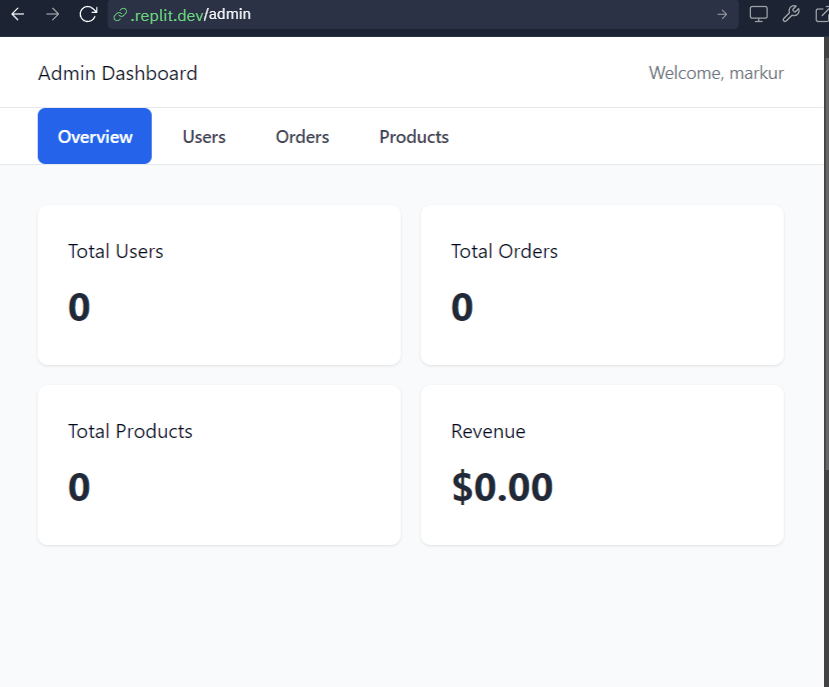 .replit.dev/admin
Admin Dashboard
Welcome, markur
Overview
Users
Orders
Products
Total Users
Total Orders
0
0
Total Products
Revenue
0
$0.00